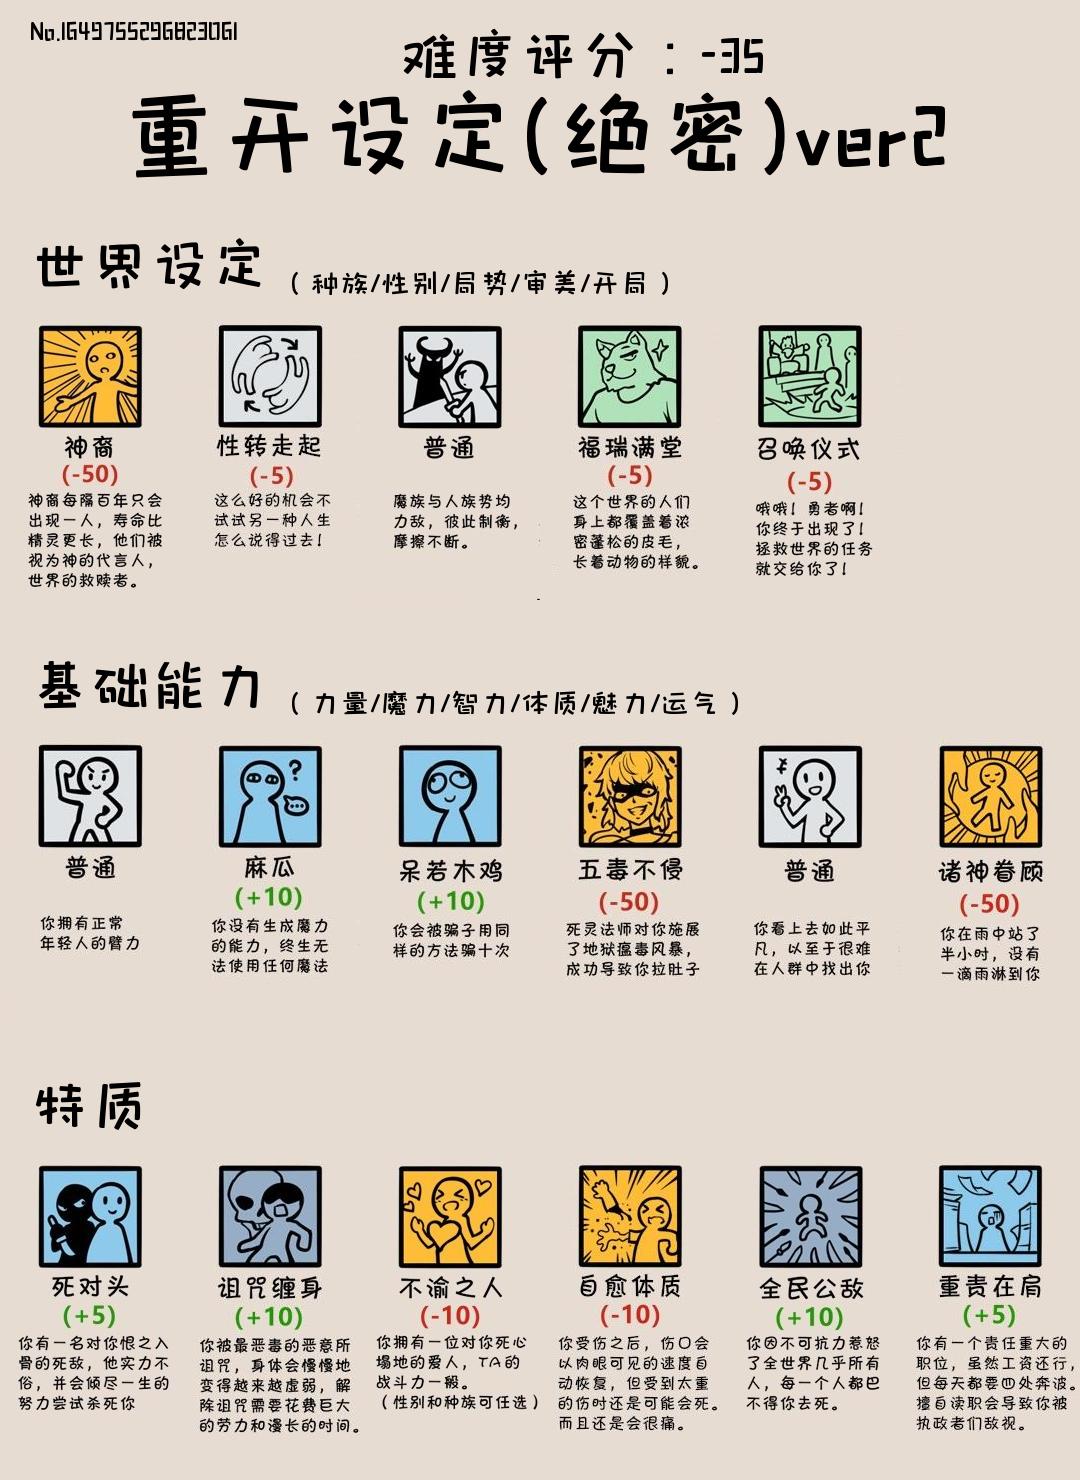 No.1649755296823061
难度评分：-35
重开设定(绝密)ver2
世界设定（种族/性别/局势/审美/开局）
神裔
(-50)
神裔每隔百年只会
出现一人，寿命比
精灵更长，他们被
视为神的代言人，
世界的救赎者。
性转走起
(-5)
这么好的机会不
试试另一种人生
怎么说得过去！
普通
魔族与人族势均
力敌，彼此制衡，
摩擦不断。
福瑞满堂
(-5)
这个世界的人们
身上都覆盖着浓
密蓬松的皮毛，
长着动物的样貌。
召唤仪式
(-5)
哦哦！勇者啊！
你终于出现了！
拯救世界的任务
就交给你了！
基础能力（力量/魔力/智力/体质/魅力/运气）
普通
你拥有正常
年轻人的臂力
麻瓜
(+10)
你没有生成魔力
的能力，终生无
法使用任何魔法
呆若木鸡
(+10)
你会被骗子用同
样的方法骗十次
五毒不侵
(-50)
死灵法师对你施展
了地狱瘟毒风暴，
成功导致你拉肚子
普通
你看上去如此平
凡，以至于很难
在人群中找出你
诸神眷顾
(-50)
你在雨中站了
半小时，没有
一滴雨淋到你
特质
死对头
(+5)
你有一名对你恨之入
骨的死敌，他实力不
俗，并会倾尽一生的
努力尝试杀死你
诅咒缠身
(+10)
你被最恶毒的恶意所
诅咒，身体会慢慢地
变得越来越虚弱，解
除诅咒需要花费巨大
的劳力和漫长的时间。
不渝之人
(-10)
你拥有一位对你死心
塌地的爱人，TA的
战斗力一般。
（性别和种族可任选）
自愈体质
(-10)
你受伤之后，伤口会
以肉眼可见的速度自
动恢复，但受到太重
的伤时还是可能会死。
而且还是会很痛。
全民公敌
(+10)
你因不可抗力惹怒
了全世界几乎所有
人，每一个人都巴
不得你去死。
重责在肩
(+5)
你有一个责任重大的
职位，虽然工资还行，
但每天都要四处奔波。
擅自渎职会导致你被
执政者们敌视。